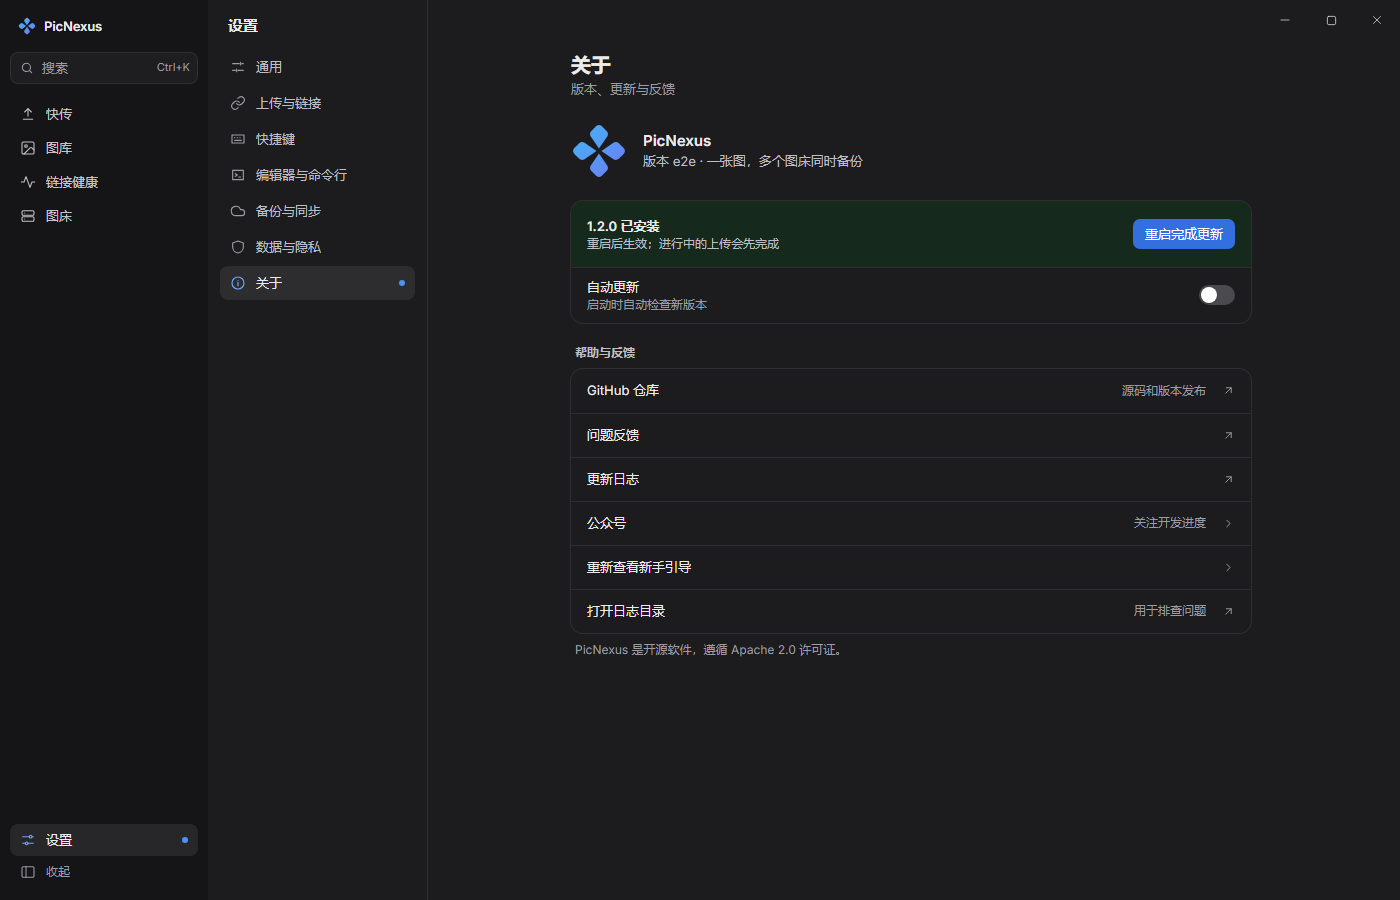 PicNexus
搜索 Ctrl+K
快传
图库
链接健康
图床
设置
收起
设置
通用
上传与链接
快捷键
编辑器与命令行
备份与同步
数据与隐私
关于
关于
版本、更新与反馈
PicNexus
版本 e2e · 一张图，多个图床同时备份
1.2.0 已安装
重启后生效；进行中的上传会先完成
重启完成更新
自动更新
启动时自动检查新版本
帮助与反馈
GitHub 仓库 源码和版本发布
问题反馈
更新日志
公众号 关注开发进度
重新查看新手引导
打开日志目录 用于排查问题
PicNexus 是开源软件，遵循 Apache 2.0 许可证。